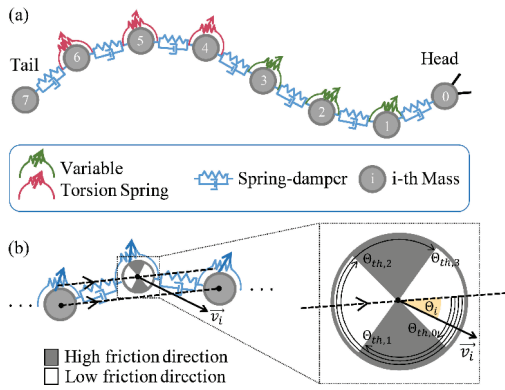 (a)
5
4
6
Tail
Head
3
7
0
2
1
Variable
Torsion Spring
Spring-damper
i
i-th Mass
(b)
Θth,2
Θth,3
Θi
. . .
. . .
v⃗i
Θth,1
Θth,0
v⃗i
High friction direction
Low friction direction